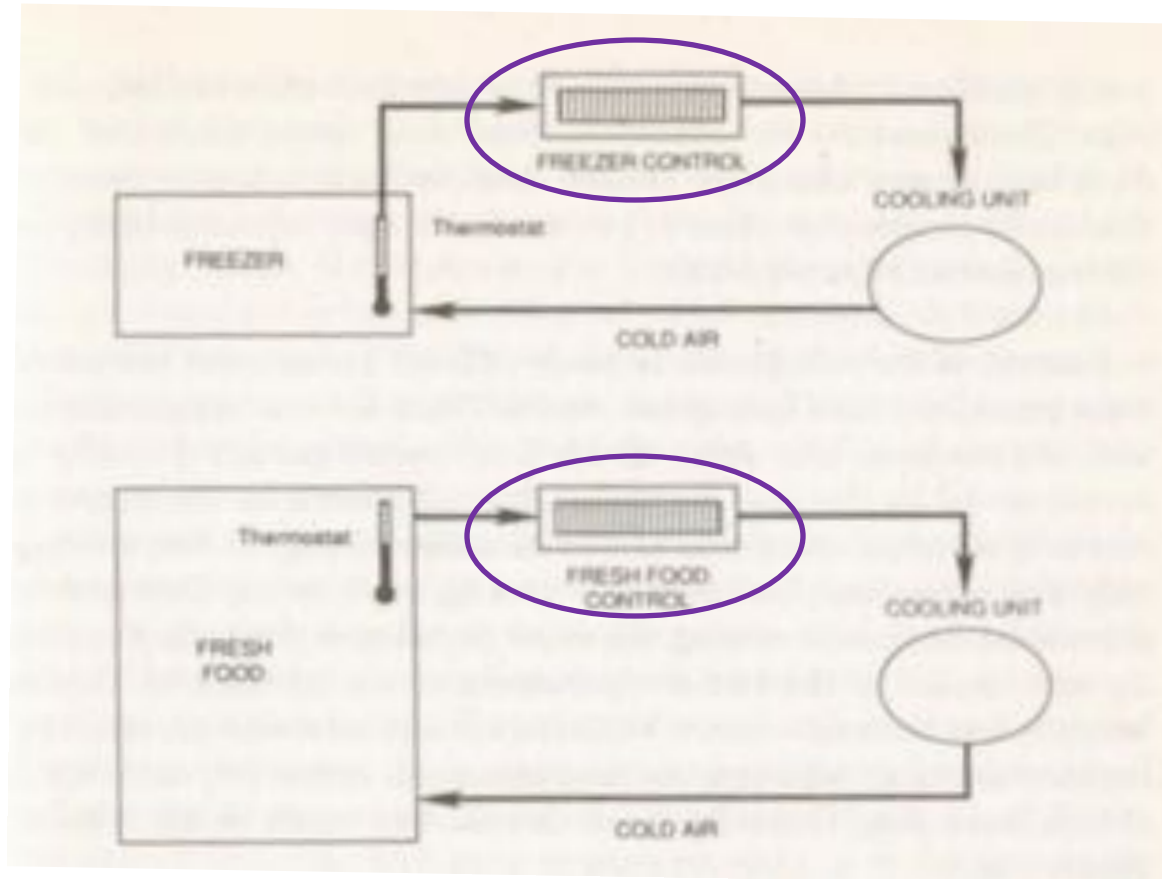 FREEZER CONTROL
COOLING UNIT
Thermostat
FREEZER
COLD AIR
Thermostat
FRESH FOOD
CONTROL
COOLING UNIT
FRESH
FOOD
COLD AIR